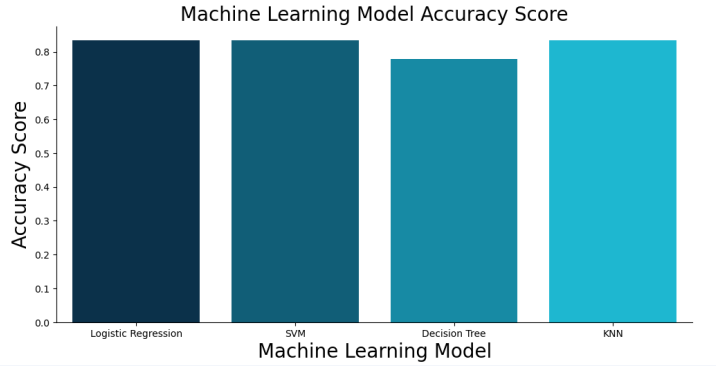 Machine Learning Model Accuracy Score
Accuracy Score
0.8
0.7
0.6
0.5
0.4
0.3
0.2
0.1
0.0
Logistic Regression SVM Decision Tree KNN
Machine Learning Model